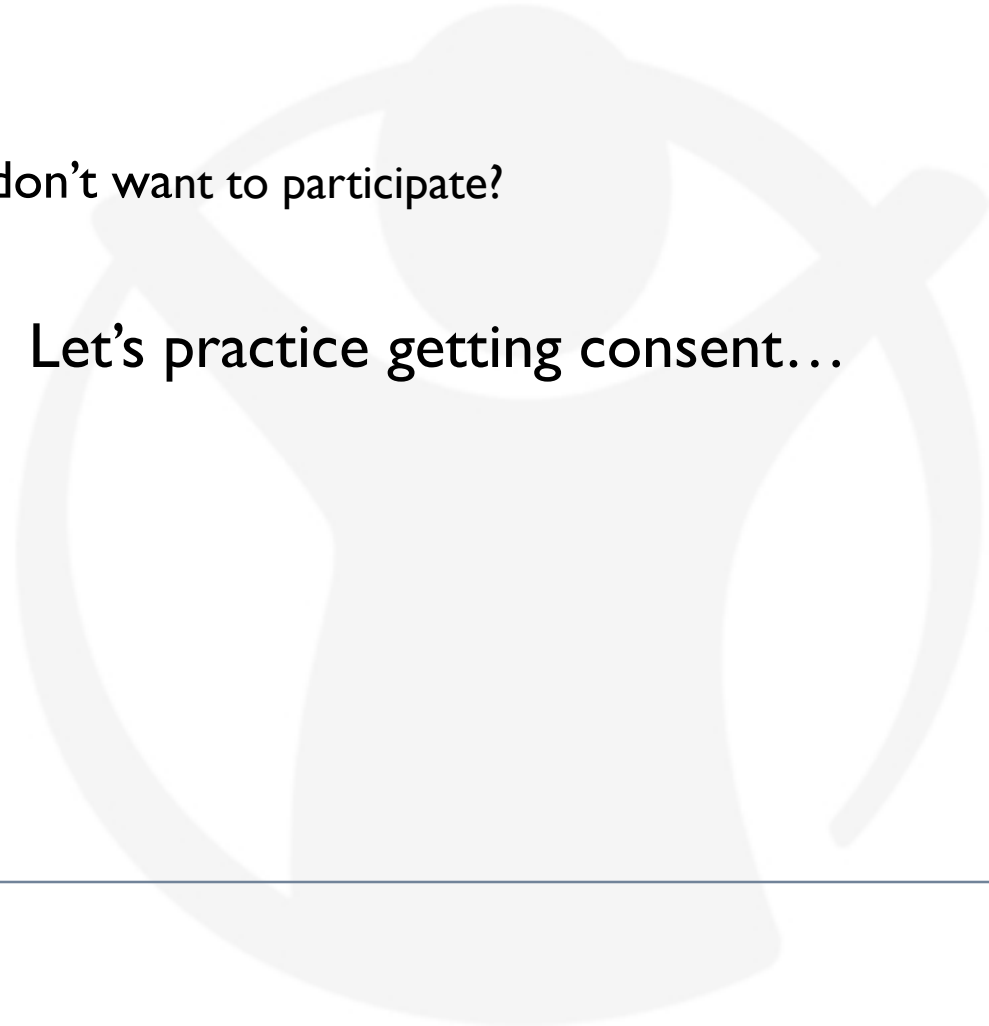 don’t want to participate?
Let’s practice getting consent…